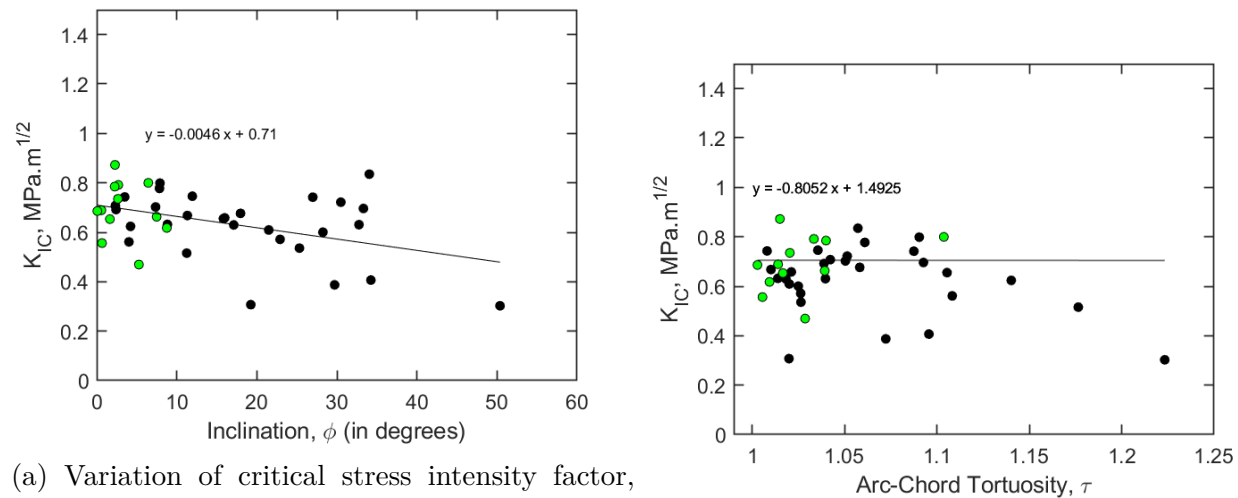 1.4
1.2
1
0.8
0.6
0.4
0.2
0
K_IC, MPa.m^1/2
y = -0.0046 x + 0.71
0 10 20 30 40 50 60
Inclination, ϕ (in degrees)
(a) Variation of critical stress intensity factor,
1.4
1.2
1
0.8
0.6
0.4
0.2
0
K_IC, MPa.m^1/2
y = -0.8052 x + 1.4925
1 1.05 1.1 1.15 1.2 1.25
Arc-Chord Tortuosity, τ